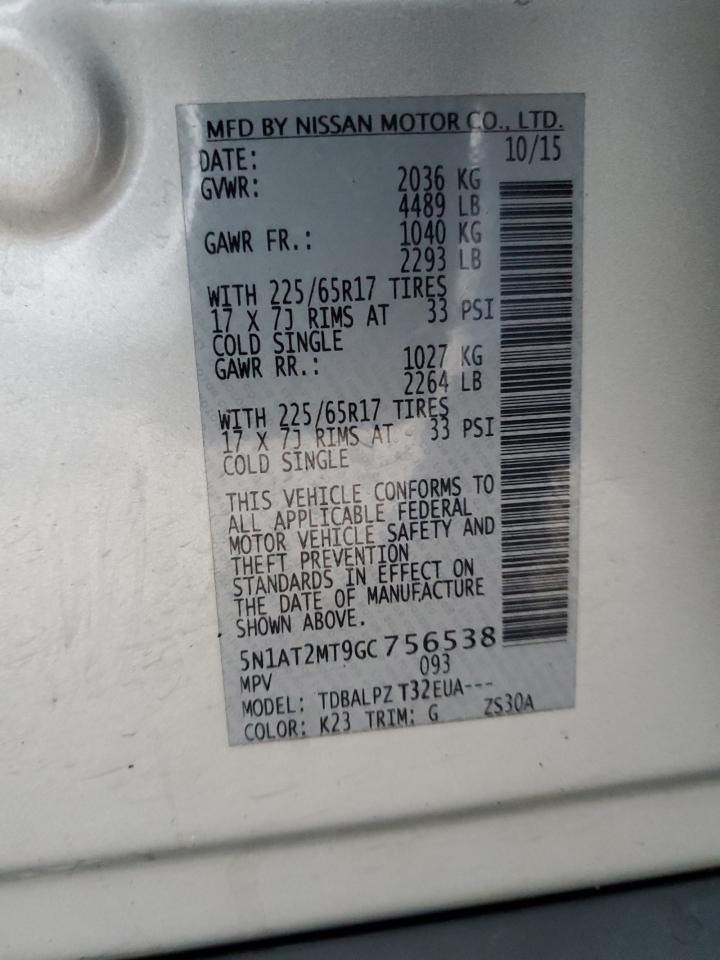 MFD BY NISSAN MOTOR CO., LTD.
DATE: 10/15
GVWR: 2036 KG
4489 LB
GAWR FR.: 1040 KG
2293 LB
WITH 225/65R17 TIRES
17 X 7J RIMS AT 33 PSI
COLD SINGLE
GAWR RR.: 1027 KG
2264 LB
WITH 225/65R17 TIRES
17 X 7J RIMS AT 33 PSI
COLD SINGLE
THIS VEHICLE CONFORMS TO
ALL APPLICABLE FEDERAL
MOTOR VEHICLE SAFETY AND
THEFT PREVENTION
STANDARDS IN EFFECT ON
THE DATE OF MANUFACTURE
SHOWN ABOVE.
5N1AT2MT9GC756538
MPV 093
MODEL: TDBALPZ T32EUA---
COLOR: K23 TRIM: G ZS30A